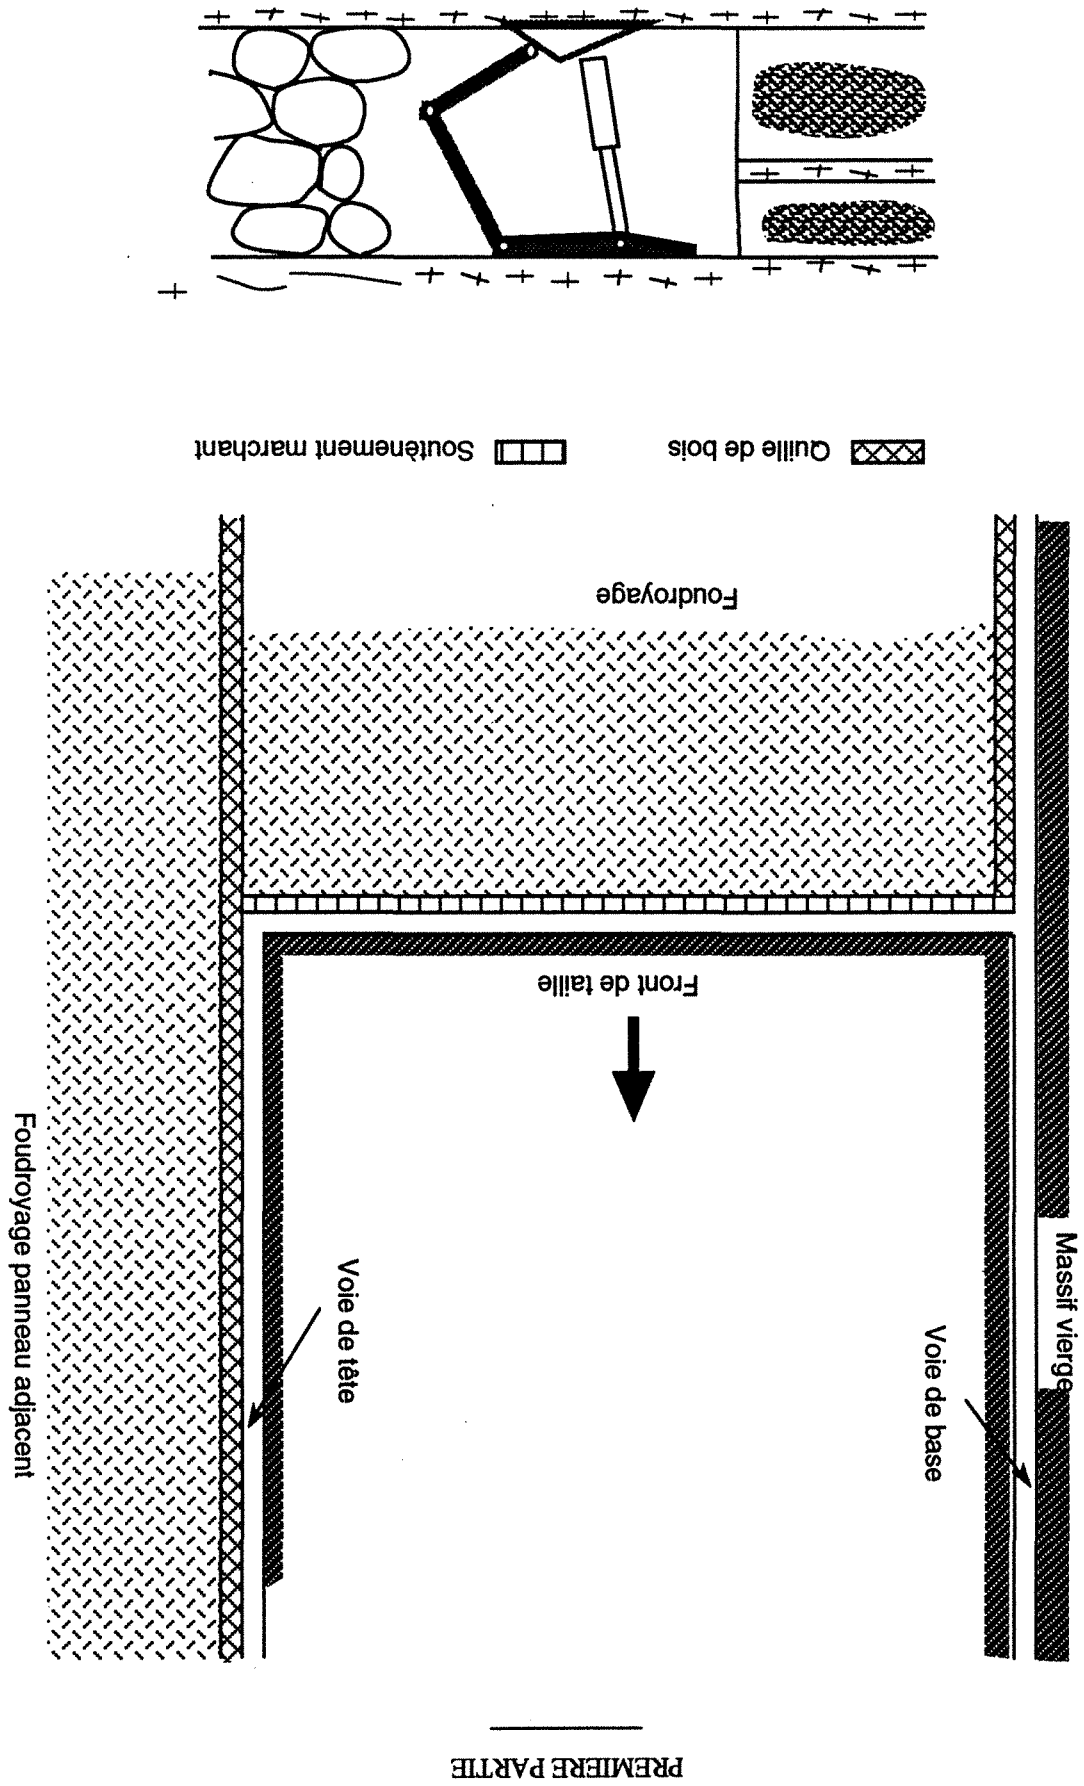 PREMIERE PARTIE
Massif vierge
Voie de base
Voie de tête
Foudroyage panneau adjacent
Front de taille
Foudroyage
Quille de bois
Soutènement marchant